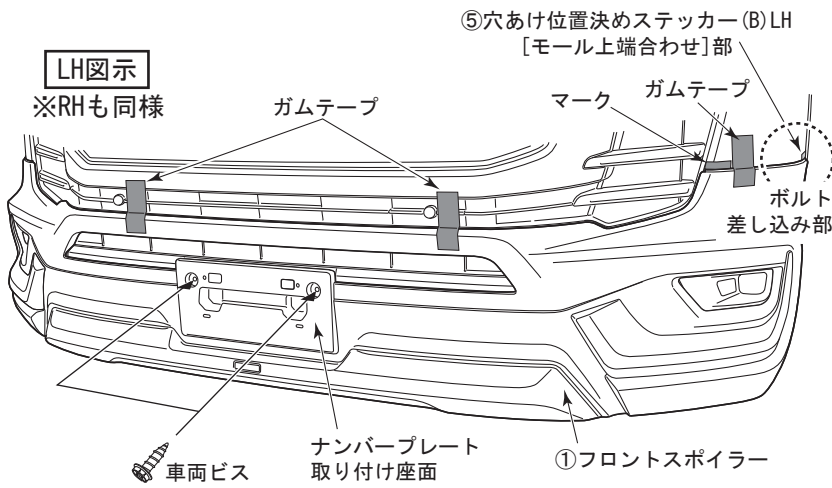 ⑤穴あけ位置決めステッカー(B)LH
[モール上端合わせ]部
LH図示
※RHも同様
ガムテープ
マーク
ガムテープ
ボルト
差し込み部
車両ビス
ナンバープレート
取り付け座面
①フロントスポイラー